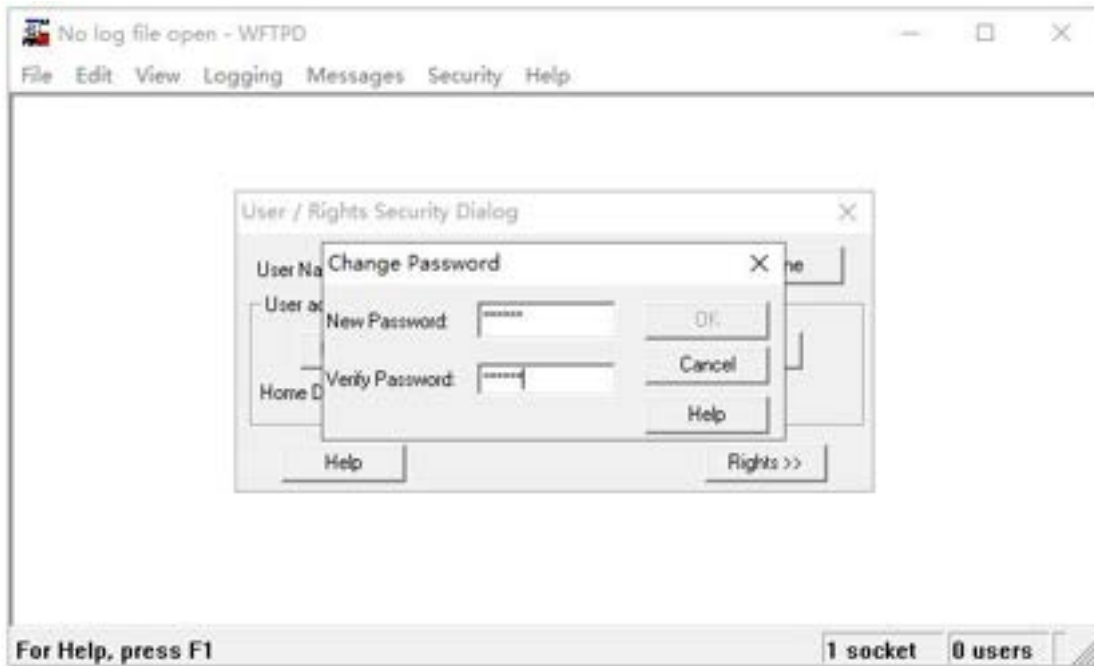 No log file open - WFTPD
File Edit View Logging Messages Security Help
User / Rights Security Dialog
User Na
Change Password
ne
User ac
New Password:
OK
Verify Password:
Cancel
Home D
Help
Help
Rights >>
For Help, press F1
1 socket
0 users